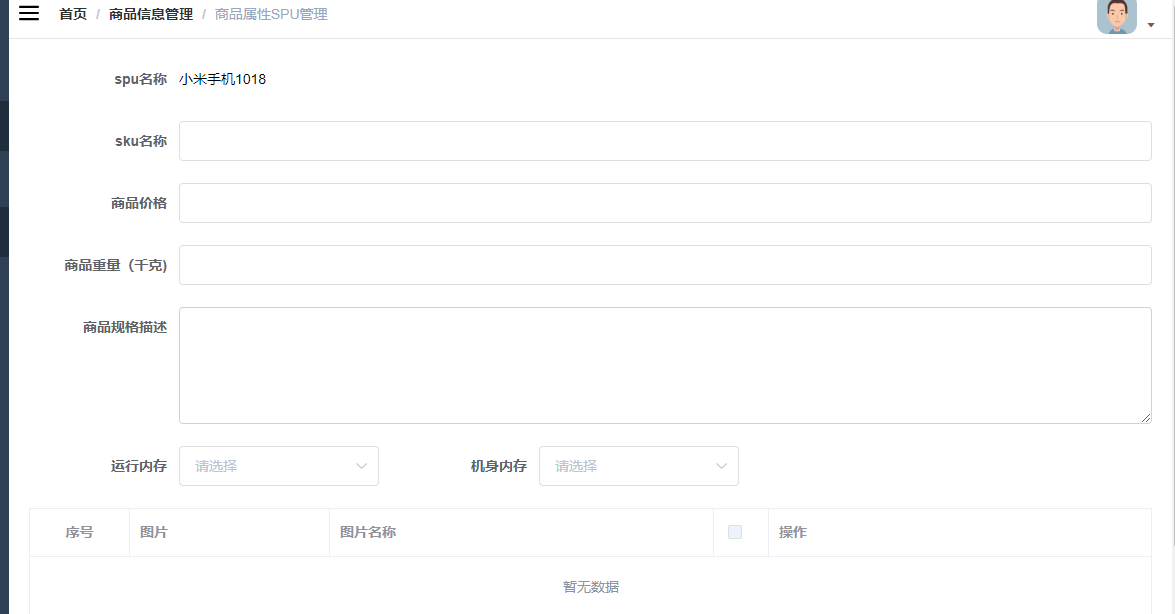 首页 / 商品信息管理 / 商品属性SPU管理
spu名称 小米手机1018
sku名称
商品价格
商品重量（千克)
商品规格描述
运行内存 请选择 机身内存 请选择
序号 图片 图片名称 操作
暂无数据